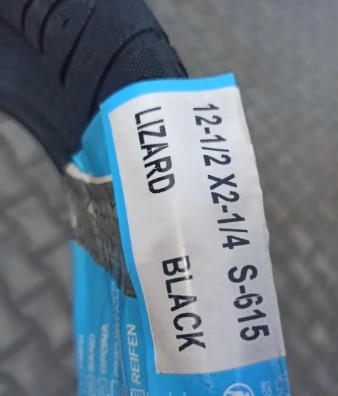 12-1/2 X2-1/4 S-615
LIZARD BLACK
REIFEN